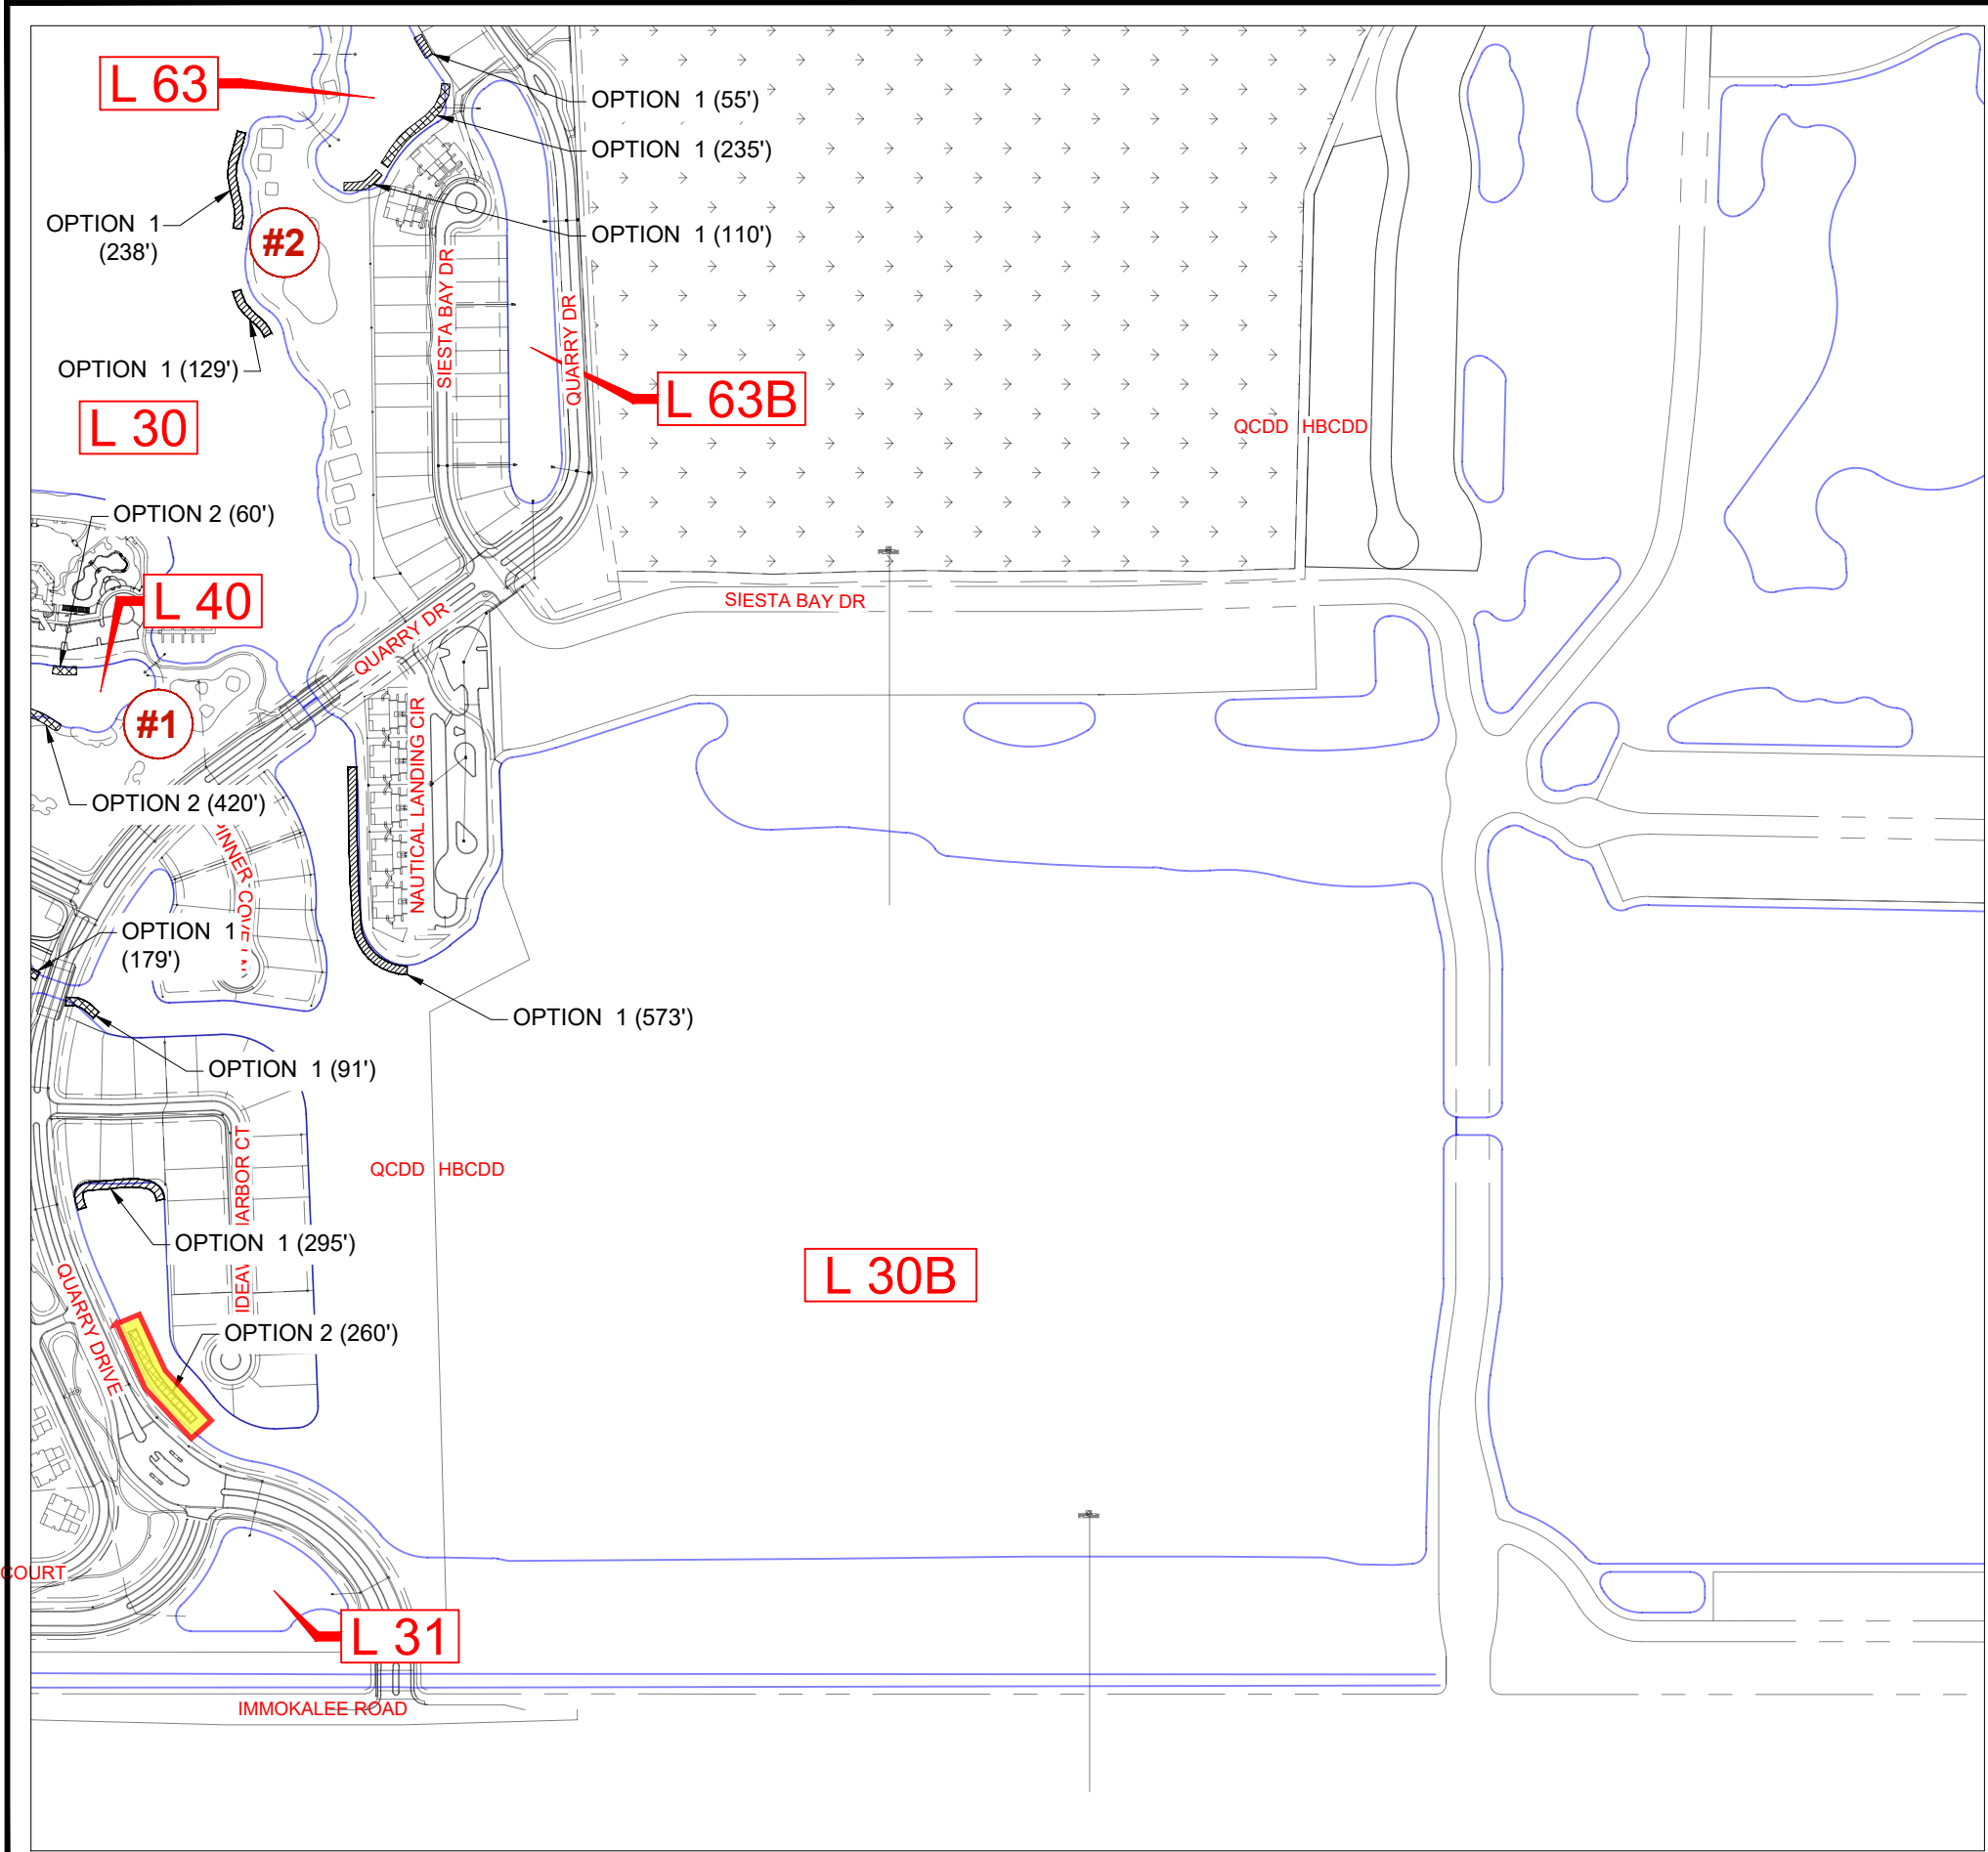 L 63
OPTION 1 (55')
OPTION 1 (235')
OPTION 1
(238')
#2
OPTION 1 (110')
SIESTA BAY DR
QUARRY DR
OPTION 1 (129')
L 63B
L 30
QCDD HBCDD
OPTION 2 (60')
L 40
SIESTA BAY DR
QUARRY DR
#1
NAUTICAL LANDING CIR
OPTION 2 (420')
PINNER COVE
OPTION 1
(179')
OPTION 1 (573')
OPTION 1 (91')
QCDD HBCDD
IDEAW
ARBOR CT
OPTION 1 (295')
L 30B
QUARRY DRIVE
OPTION 2 (260')
COURT
L 31
IMMOKALEE ROAD